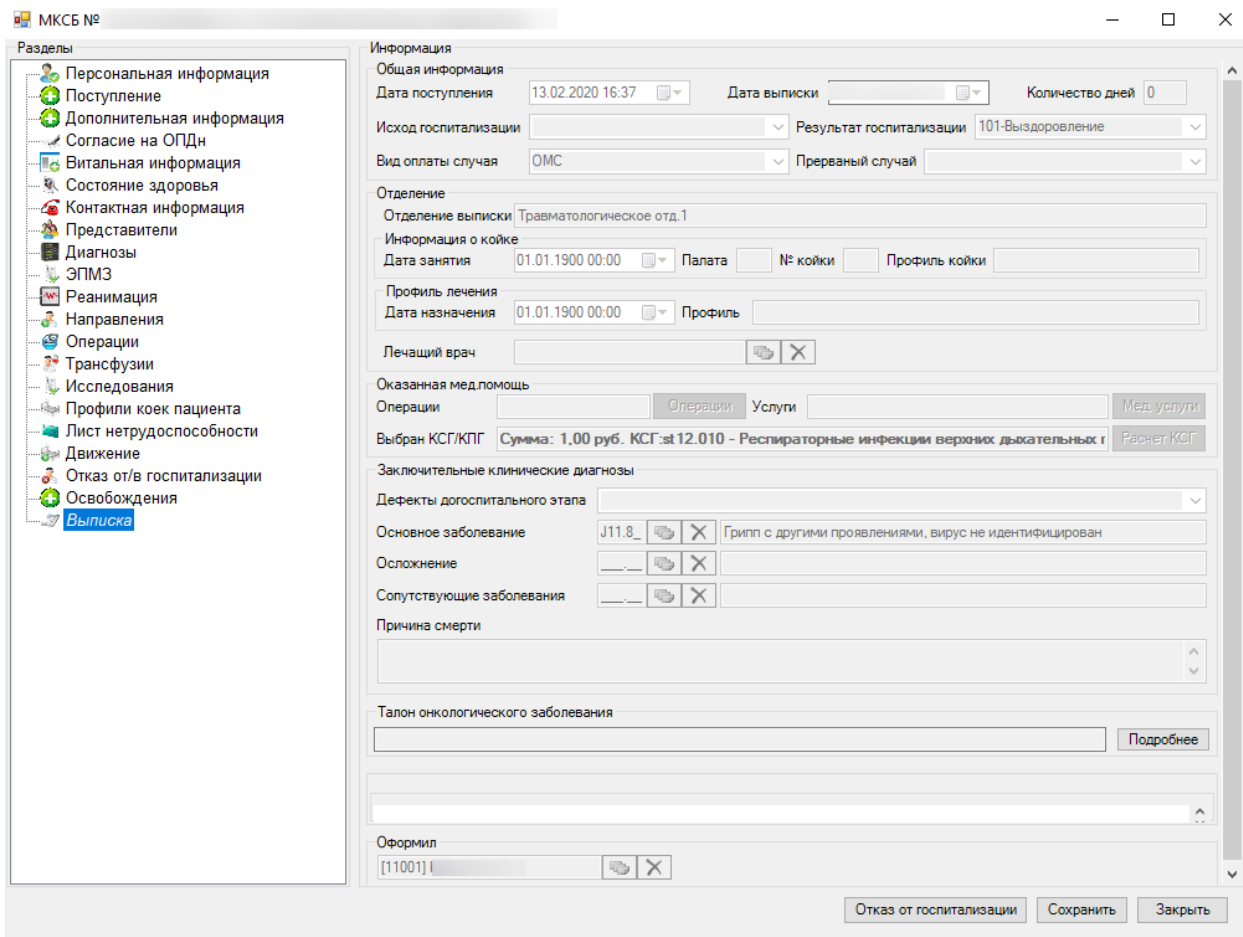 МКСБ №
Разделы
Персональная информация
Поступление
Дополнительная информация
Согласие на ОПДн
Витальная информация
Состояние здоровья
Контактная информация
Представители
Диагнозы
ЭПМЗ
Реанимация
Направления
Операции
Трансфузии
Исследования
Профили коек пациента
Лист нетрудоспособности
Движение
Отказ от/в госпитализации
Освобождения
Выписка
Информация
Общая информация
Дата поступления 13.02.2020 16:37 Дата выписки Количество дней 0
Исход госпитализации Результат госпитализации 101-Выздоровление
Вид оплаты случая ОМС Прерваный случай
Отделение
Отделение выписки Травматологическое отд.1
Информация о койке
Дата занятия 01.01.1900 00:00 Палата № койки Профиль койки
Профиль лечения
Дата назначения 01.01.1900 00:00 Профиль
Лечащий врач
Оказанная мед.помощь
Операции Операции Услуги Мед. услуги
Выбран КСГ/КПГ Сумма: 1,00 руб. КСГ:st12.010 - Респираторные инфекции верхних дыхательных Расчет КСГ
Заключительные клинические диагнозы
Дефекты догоспитального этапа
Основное заболевание J11.8_ Грипп с другими проявлениями, вирус не идентифицирован
Осложнение ___.__
Сопутствующие заболевания ___.__
Причина смерти
Талон онкологического заболевания
Подробнее
Оформил
[11001]
Отказ от госпитализации Сохранить Закрыть